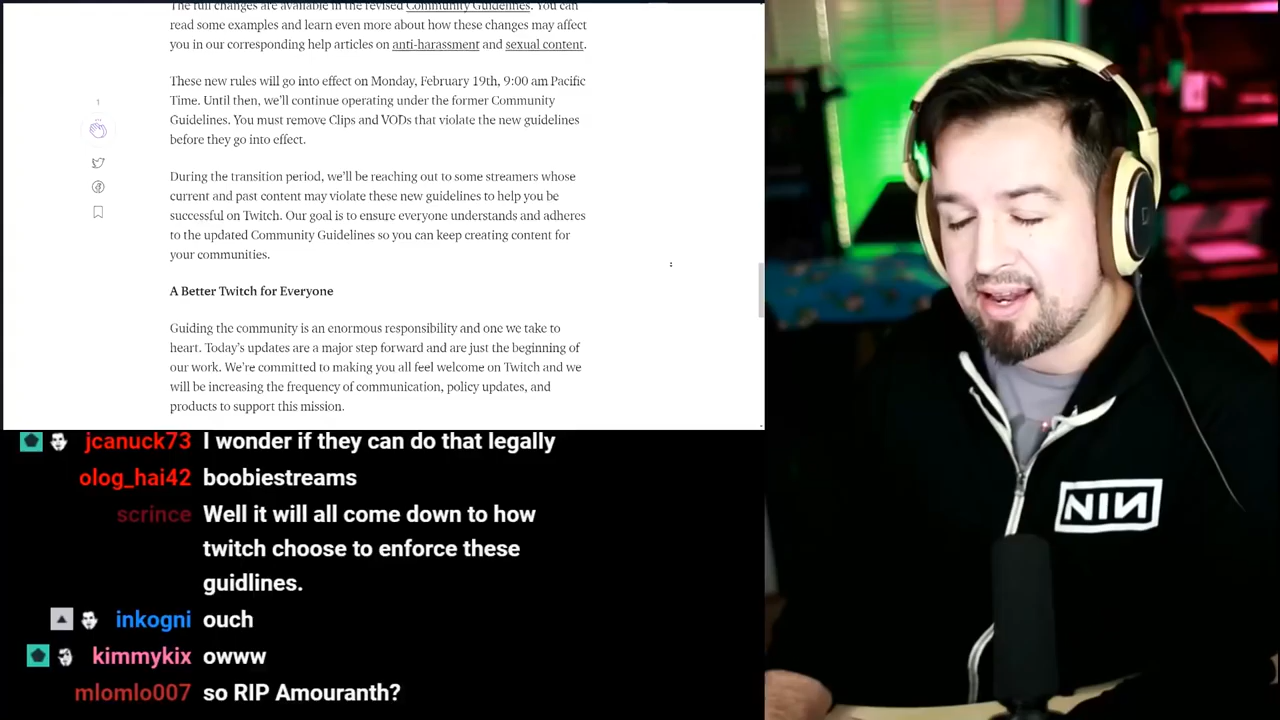 The full changes are available in the revised Community Guidelines. You can
read some examples and learn even more about how these changes may affect
you in our corresponding help articles on anti-harassment and sexual content.
These new rules will go into effect on Monday, February 19th, 9:00 am Pacific
Time. Until then, we'll continue operating under the former Community
Guidelines. You must remove Clips and VODs that violate the new guidelines
before they go into effect.
1
During the transition period, we'll be reaching out to some streamers whose
current and past content may violate these new guidelines to help you be
successful on Twitch. Our goal is to ensure everyone understands and adheres
to the updated Community Guidelines so you can keep creating content for
your communities.
A Better Twitch for Everyone
Guiding the community is an enormous responsibility and one we take to
heart. Today's updates are a major step forward and are just the beginning of
our work. We're committed to making you all feel welcome on Twitch and we
will be increasing the frequency of communication, policy updates, and
products to support this mission.
jcanuck73 I wonder if they can do that legally
olog_hai42 boobiestreams
scrince Well it will all come down to how
twitch choose to enforce these
guidlines.
inkogni ouch
kimmykix owww
mlomlo007 so RIP Amouranth?
NIN